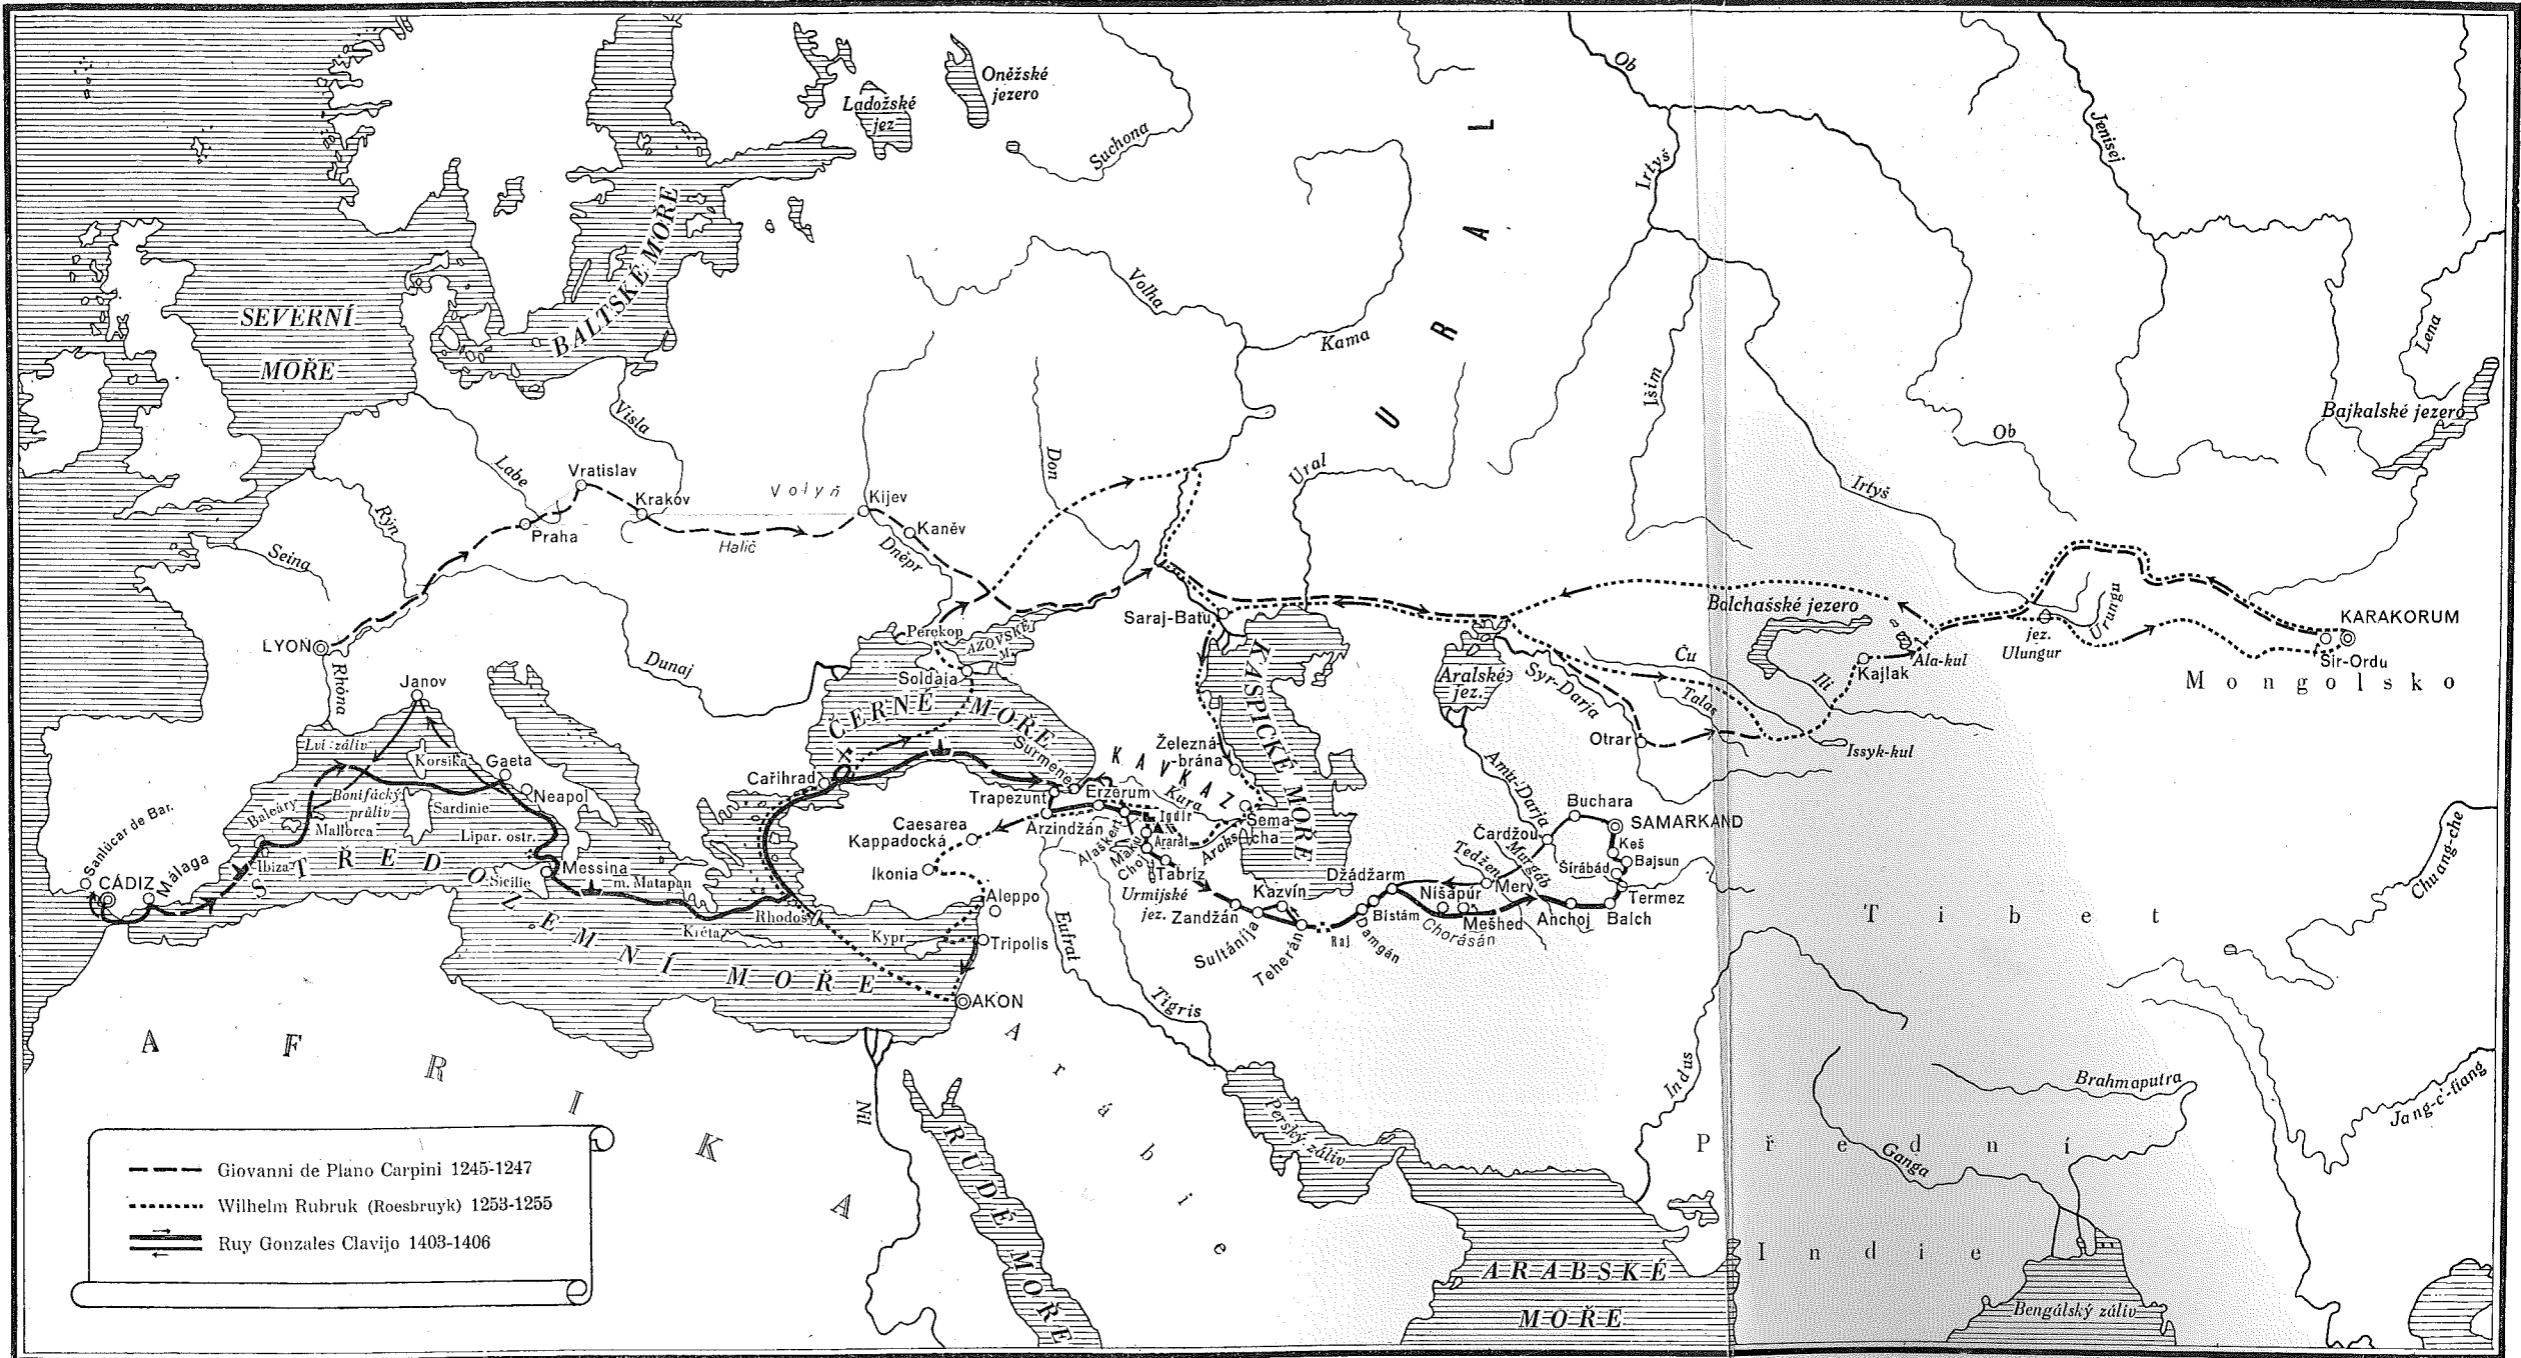 Oněžské
jezero
Ladožské
jez
Suchona
Ob
Irtyš
Jenisej
SEVERNÍ
MOŘE
BALTSKÉ MOŘE
Volha
Kama
URAL
Išim
Lena
Bajkalské jezero
Ob
Irtyš
Visla
Labe
Vratislav
Krakóv
Volyň
Kijev
Kaněv
Praha
Halič
Dněpr
Don
Ural
Rýn
Seina
LYON
Rhôna
Dunaj
Perekop
AZOVSKÉ
M.
Soldaia
Saraj-Batu
Balchašské jezero
Ala-kul
Kajlak
Ili
Ču
Talas
Issyk-kul
jez.
Ulungur
Urungu
KARAKORUM
Sir-Ordu
Mongolsko
Aralské
jez.
Syr-Darja
Otrar
Amu-Darja
Janov
Lví záliv
Korsika
Gaeta
Neapol
Bonifácký
průliv
Sardinie
Baleáry
Mallorca
Lipar. ostr.
Ibiza
Sanlúcar de Bar.
CÁDIZ
Málaga
STŘEDOZEMNÍ MOŘE
Sicilie
Messina
m. Matapan
Kréta
Rhodos
Kypr
ČERNÉ MOŘE
Cařihrad
Surmene
Trapezunt
Erzerum
Arzindžán
Caesarea
Kappadocká
Ikonia
Aleppo
Tripolis
AKON
KAVKAZ
Železná
brána
Kura
Igdir
Ararat
Alaškert
Maku
Choj
Araks
Šema
cha
KASPICKÉ MOŘE
Tabríz
Urmijské
jez.
Zandžán
Kazvín
Sultáníja
Teherán
Raj
Damgán
Bistám
Džádžarm
Níšapúr
Mešhed
Chorásán
Tedžen
Murgáb
Merv
Čardžou
Buchara
SAMARKAND
Keš
Bajsun
Šírábád
Termez
Balch
Anchoj
Eufrat
Tigris
AFRIKA
Nil
RUDÉ MOŘE
Arábie
Perský záliv
ARABSKÉ
MOŘE
Indus
Tibet
Chuang-che
Jang-c'-ťiang
Brahmaputra
Ganga
Přední
Indie
Bengálský záliv
Giovanni de Plano Carpini 1245-1247
Wilhelm Rubruk (Roesbruyk) 1253-1255
Ruy Gonzales Clavijo 1403-1406